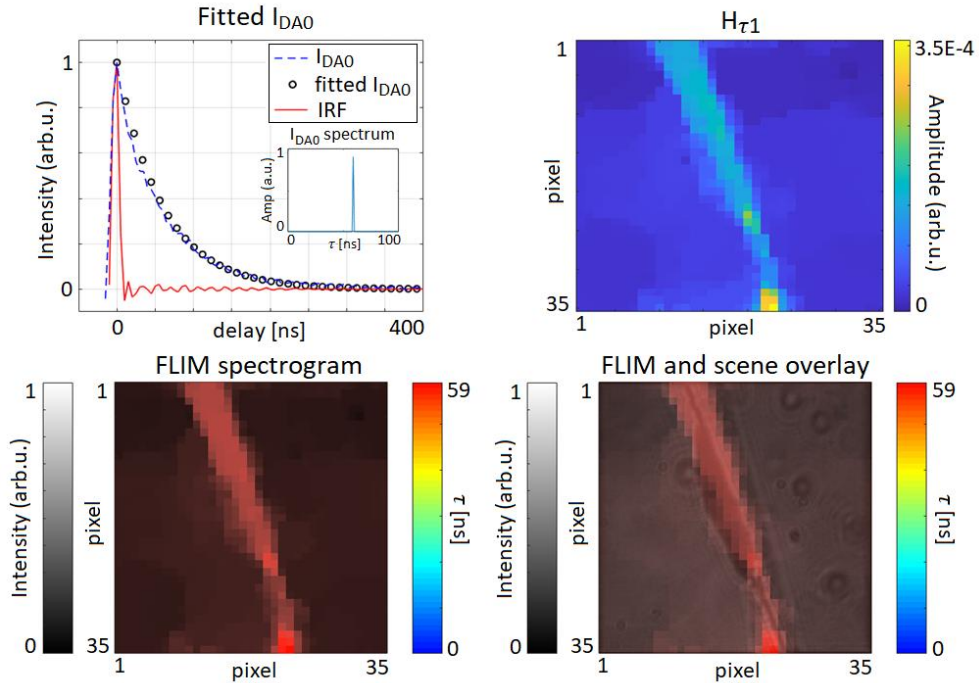 Fitted I_DA0
Intensity (arb.u.)
1
0
0
400
delay [ns]
I_DA0
fitted I_DA0
IRF
I_DA0 spectrum
Amp (a.u.)
1
0
0
100
τ [ns]
H_τ1
pixel
1
35
1
35
pixel
3.5E-4
0
Amplitude (arb.u.)
FLIM spectrogram
Intensity (arb.u.)
1
0
pixel
1
35
1
35
pixel
59
0
τ [ns]
FLIM and scene overlay
Intensity (arb.u.)
1
0
pixel
1
35
1
35
pixel
59
0
τ [ns]